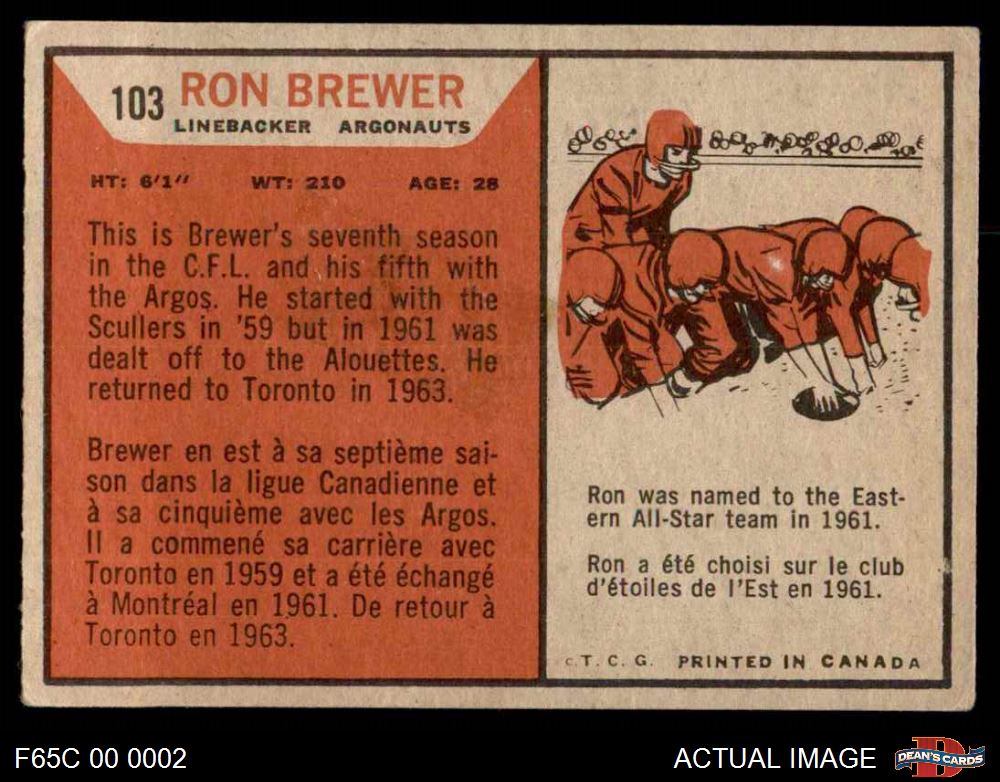 103 RON BREWER
LINEBACKER ARGONAUTS
HT: 6'1" WT: 210 AGE: 28
This is Brewer's seventh season
in the C.F.L. and his fifth with
the Argos. He started with the
Scullers in '59 but in 1961 was
dealt off to the Alouettes. He
returned to Toronto in 1963.
Brewer en est à sa septième sai-
son dans la ligue Canadienne et
à sa cinquième avec les Argos.
Il a commené sa carrière avec
Toronto en 1959 et a été échangé
à Montréal en 1961. De retour à
Toronto en 1963.
Ron was named to the East-
ern All-Star team in 1961.
Ron a été choisi sur le club
d'étoiles de l'Est en 1961.
C.T.C.G. PRINTED IN CANADA
F65C 00 0002
ACTUAL IMAGE
D
DEAN'S CARDS